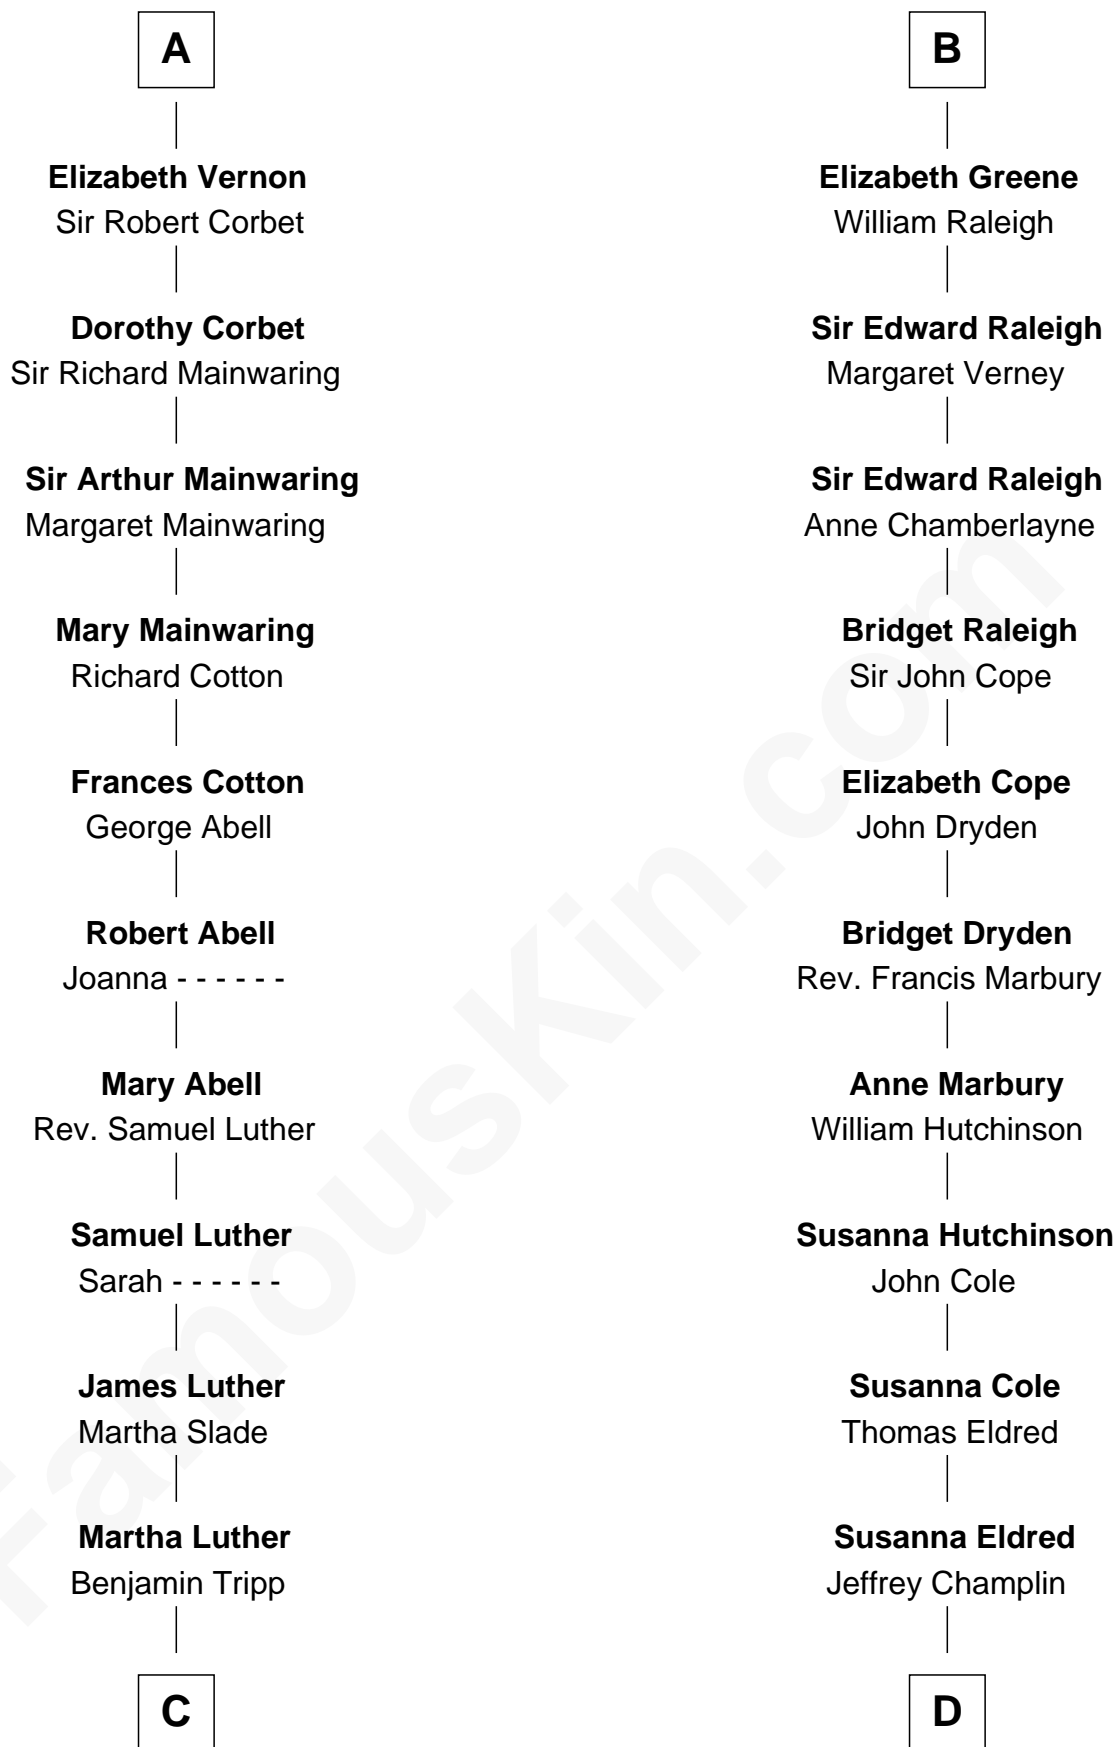 A
Elizabeth Vernon
Sir Robert Corbet
Dorothy Corbet
Sir Richard Mainwaring
Sir Arthur Mainwaring
Margaret Mainwaring
Mary Mainwaring
Richard Cotton
Frances Cotton
George Abell
Robert Abell
Joanna - - - - - -
Mary Abell
Rev. Samuel Luther
Samuel Luther
Sarah - - - - - -
James Luther
Martha Slade
Martha Luther
Benjamin Tripp
C
B
Elizabeth Greene
William Raleigh
Sir Edward Raleigh
Margaret Verney
Sir Edward Raleigh
Anne Chamberlayne
Bridget Raleigh
Sir John Cope
Elizabeth Cope
John Dryden
Bridget Dryden
Rev. Francis Marbury
Anne Marbury
William Hutchinson
Susanna Hutchinson
John Cole
Susanna Cole
Thomas Eldred
Susanna Eldred
Jeffrey Champlin
D
FamousKin.com